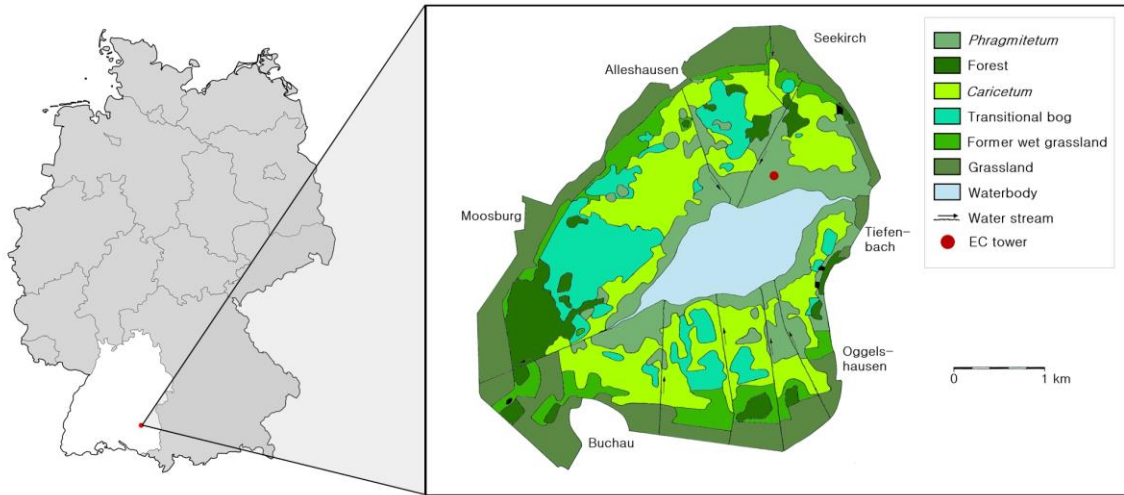 Seekirch
Alleshausen
Moosburg
Tiefen-
bach
Oggels-
hausen
Buchau
Phragmitetum
Forest
Caricetum
Transitional bog
Former wet grassland
Grassland
Waterbody
Water stream
EC tower
0 1 km